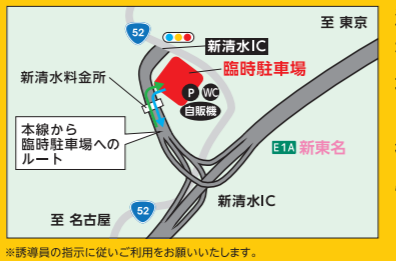 52
至 東京
新清水IC
臨時駐車場
新清水料金所
P
WC
自販機
本線から
臨時駐車場への
ルート
E1A 新東名
新清水IC
52
至 名古屋
※誘導員の指示に従いご利用をお願いいたします。